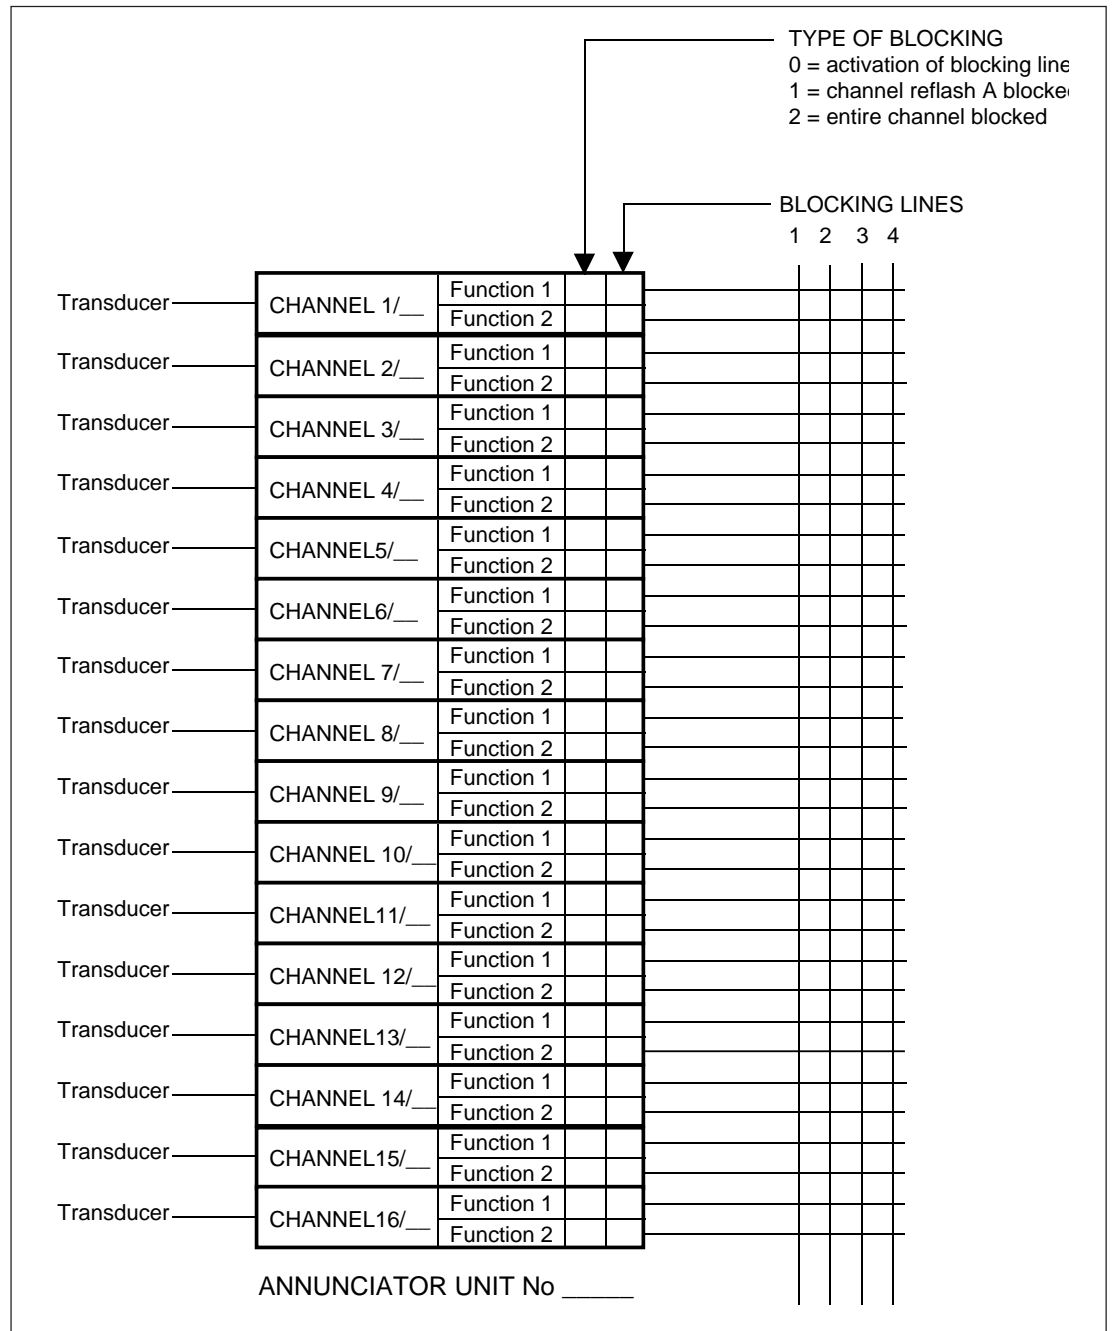 TYPE OF BLOCKING
0 = activation of blocking line
1 = channel reflash A blocke
2 = entire channel blocked
BLOCKING LINES
1 2 3 4
Transducer CHANNEL 1/__ Function 1
Function 2
Transducer CHANNEL 2/__ Function 1
Function 2
Transducer CHANNEL 3/__ Function 1
Function 2
Transducer CHANNEL 4/__ Function 1
Function 2
Transducer CHANNEL5/__ Function 1
Function 2
Transducer CHANNEL6/__ Function 1
Function 2
Transducer CHANNEL 7/__ Function 1
Function 2
Transducer CHANNEL 8/__ Function 1
Function 2
Transducer CHANNEL 9/__ Function 1
Function 2
Transducer CHANNEL 10/__ Function 1
Function 2
Transducer CHANNEL11/__ Function 1
Function 2
Transducer CHANNEL 12/__ Function 1
Function 2
Transducer CHANNEL13/__ Function 1
Function 2
Transducer CHANNEL 14/__ Function 1
Function 2
Transducer CHANNEL15/__ Function 1
Function 2
Transducer CHANNEL16/__ Function 1
Function 2
ANNUNCIATOR UNIT No _____